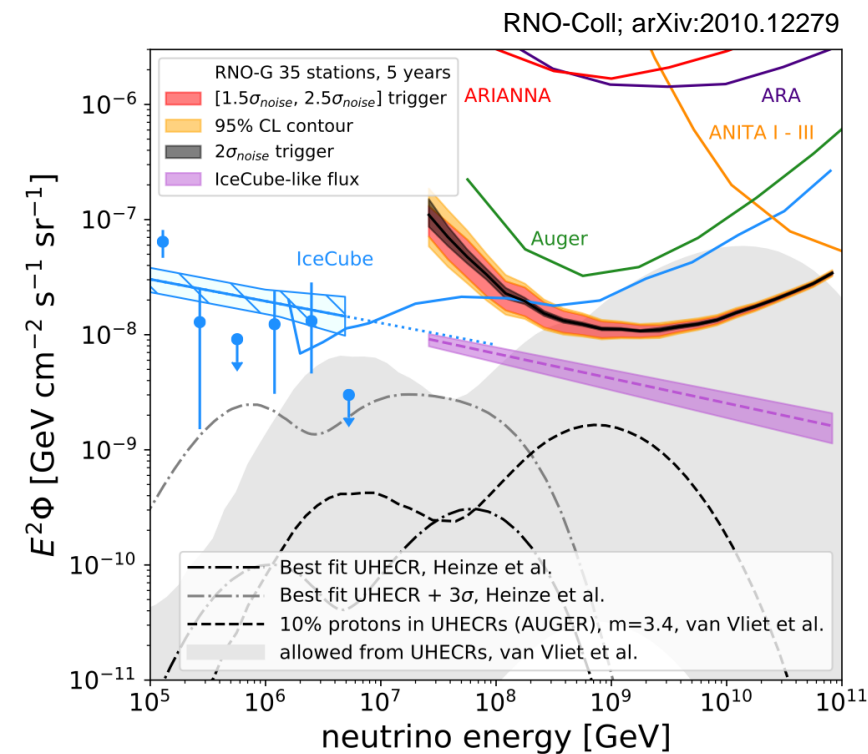 RNO-Coll; arXiv:2010.12279
RNO-G 35 stations, 5 years
[1.5σnoise, 2.5σnoise] trigger
95% CL contour
2σnoise trigger
IceCube-like flux
ARIANNA
ARA
ANITA I - III
Auger
IceCube
10⁻⁶
10⁻⁷
10⁻⁸
10⁻⁹
10⁻¹⁰
10⁻¹¹
E²Φ [GeV cm⁻² s⁻¹ sr⁻¹]
Best fit UHECR, Heinze et al.
Best fit UHECR + 3σ, Heinze et al.
10% protons in UHECRs (AUGER), m=3.4, van Vliet et al.
allowed from UHECRs, van Vliet et al.
10⁵ 10⁶ 10⁷ 10⁸ 10⁹ 10¹⁰ 10¹¹
neutrino energy [GeV]